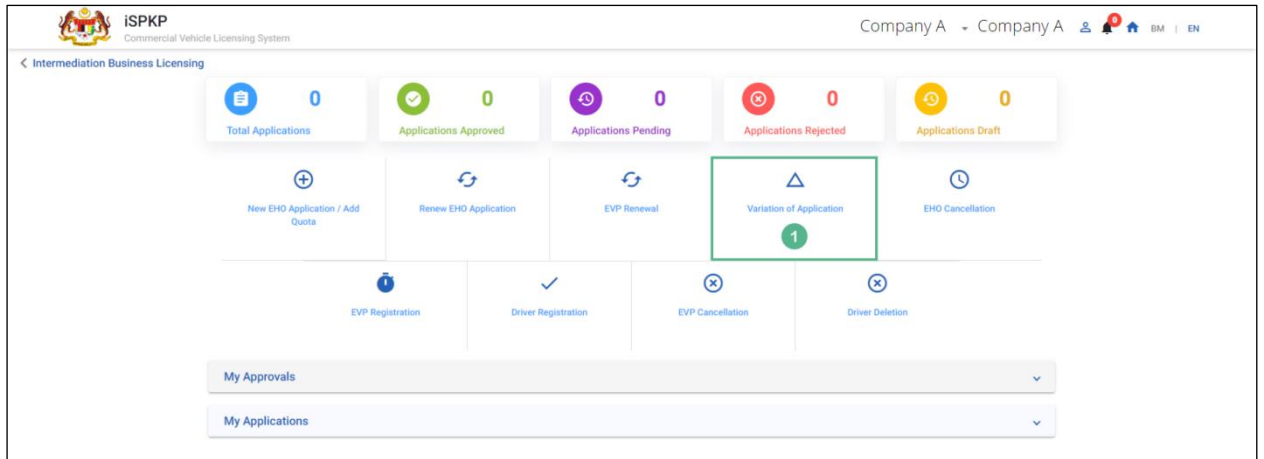 iSPKP
Commercial Vehicle Licensing System
Company A Company A 0 BM | EN
Intermediation Business Licensing
0 0 0 0 0
Total Applications Applications Approved Applications Pending Applications Rejected Applications Draft
New EHO Application / Add Quota
Renew EHO Application
EVP Renewal
Variation of Application
1
EHO Cancellation
EVP Registration
Driver Registration
EVP Cancellation
Driver Deletion
My Approvals
My Applications